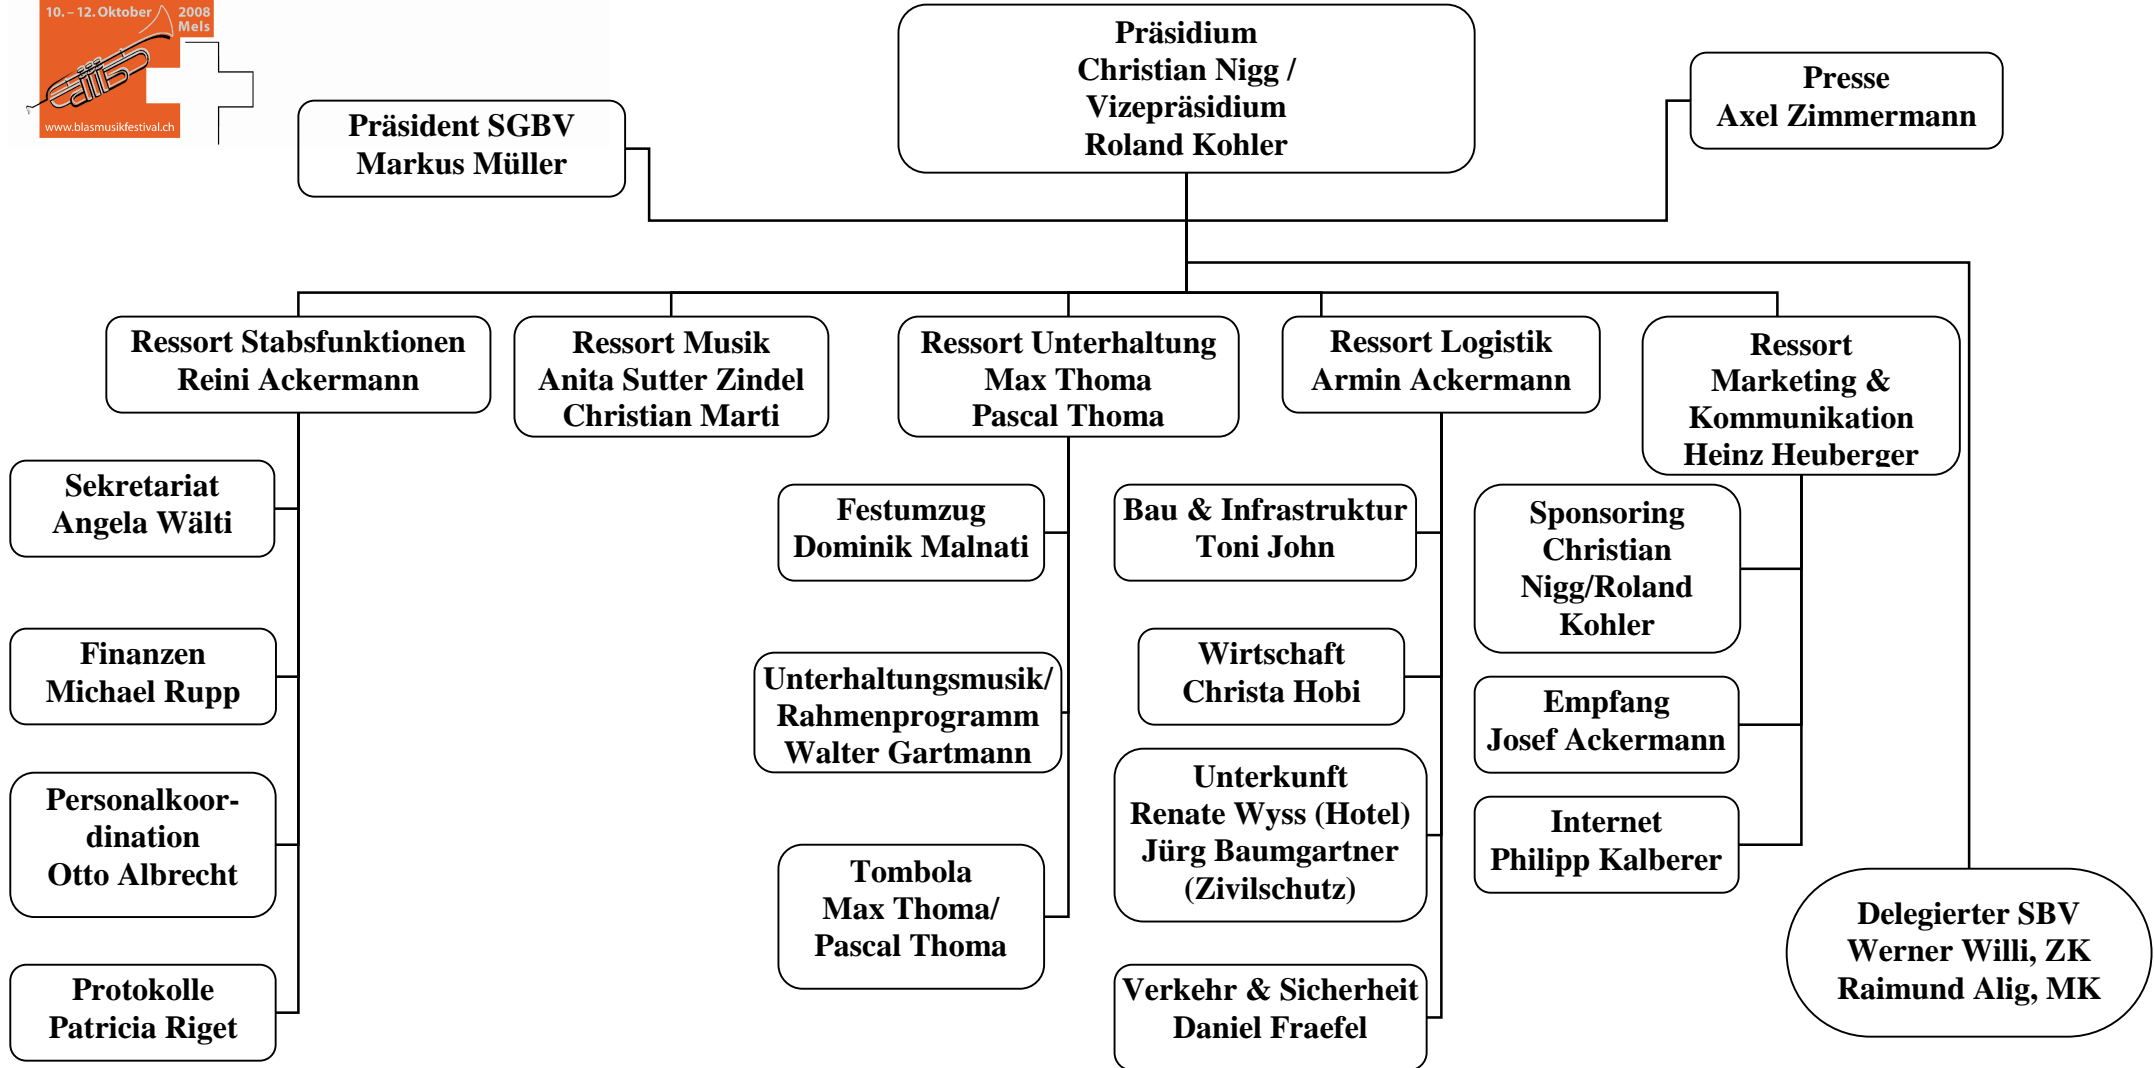 10. – 12. Oktober 2008
Mels
www.blasmusikfestival.ch
Präsidium
Christian Nigg /
Vizepräsidium
Roland Kohler
Präsident SGBV
Markus Müller
Presse
Axel Zimmermann
Ressort Stabsfunktionen
Reini Ackermann
Ressort Musik
Anita Sutter Zindel
Christian Marti
Ressort Unterhaltung
Max Thoma
Pascal Thoma
Ressort Logistik
Armin Ackermann
Ressort
Marketing &
Kommunikation
Heinz Heuberger
Sekretariat
Angela Wälti
Finanzen
Michael Rupp
Personalkoor-
dination
Otto Albrecht
Protokolle
Patricia Riget
Festumzug
Dominik Malnati
Unterhaltungsmusik/
Rahmenprogramm
Walter Gartmann
Tombola
Max Thoma/
Pascal Thoma
Bau & Infrastruktur
Toni John
Wirtschaft
Christa Hobi
Unterkunft
Renate Wyss (Hotel)
Jürg Baumgartner
(Zivilschutz)
Verkehr & Sicherheit
Daniel Fraefel
Sponsoring
Christian
Nigg/Roland
Kohler
Empfang
Josef Ackermann
Internet
Philipp Kalberer
Delegierter SBV
Werner Willi, ZK
Raimund Alig, MK